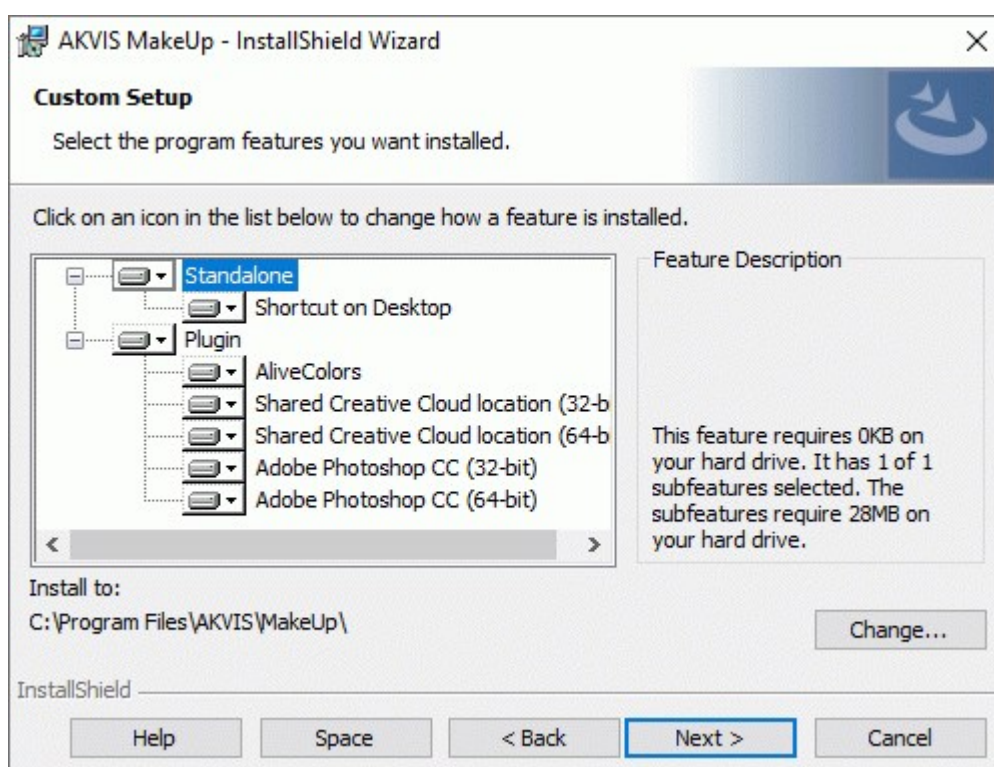 AKVIS MakeUp - InstallShield Wizard
Custom Setup
Select the program features you want installed.
Click on an icon in the list below to change how a feature is installed.
Standalone
Shortcut on Desktop
Plugin
AliveColors
Shared Creative Cloud location (32-b
Shared Creative Cloud location (64-b
Adobe Photoshop CC (32-bit)
Adobe Photoshop CC (64-bit)
Feature Description
This feature requires 0KB on
your hard drive. It has 1 of 1
subfeatures selected. The
subfeatures require 28MB on
your hard drive.
Install to:
C:\Program Files\AKVIS\MakeUp\
Change...
InstallShield
Help
Space
< Back
Next >
Cancel